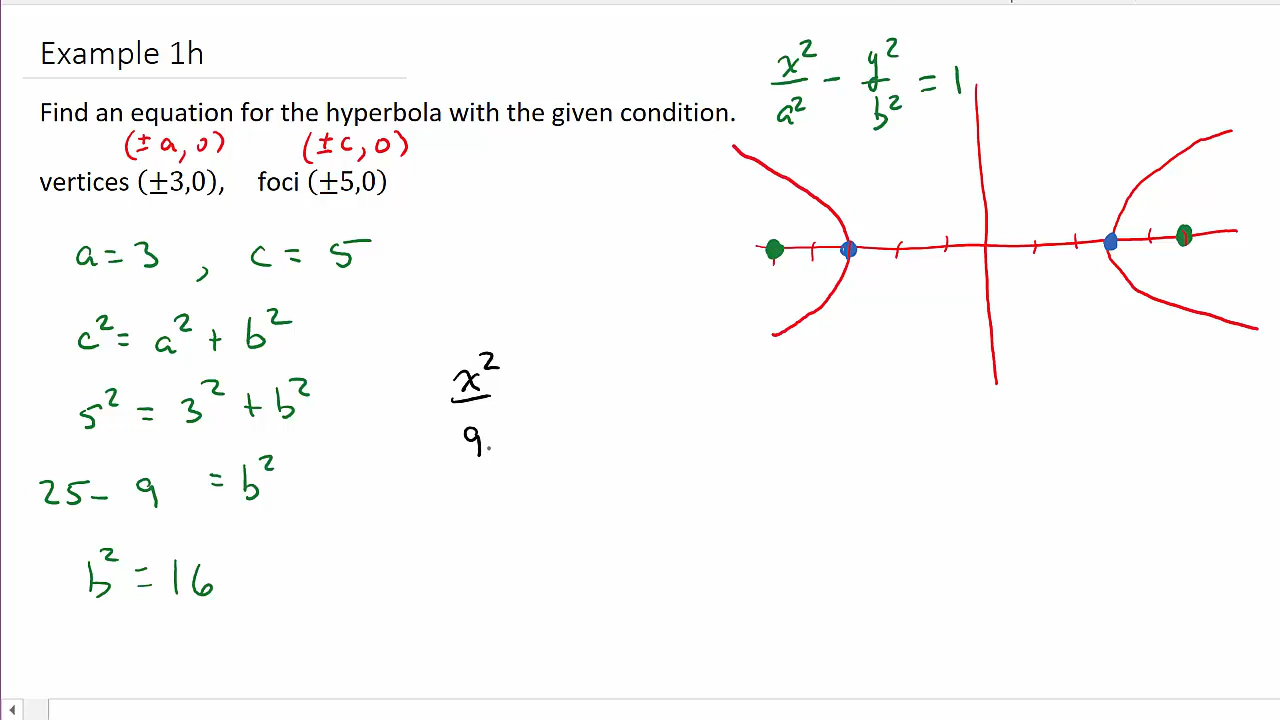 Example 1h
Find an equation for the hyperbola with the given condition.
(± a, 0) (± c, 0)
vertices (±3,0), foci (±5,0)
a = 3 , c = 5
c² = a² + b²
5² = 3² + b²
25 - 9 = b²
b² = 16
x²
9
x²/a² - y²/b² = 1